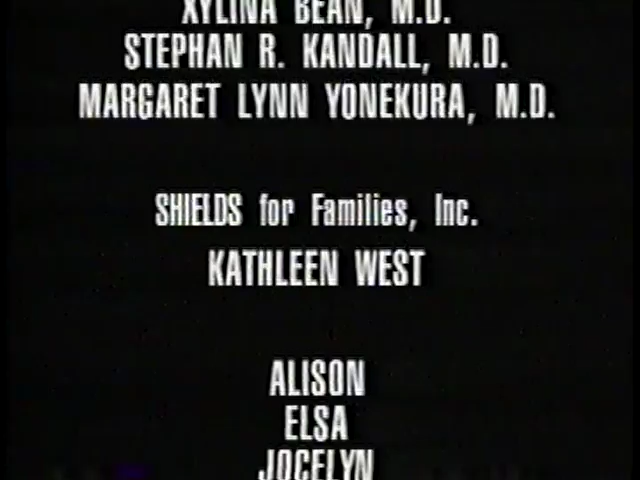 XYLINA BEAN, M.D.
STEPHAN R. KANDALL, M.D.
MARGARET LYNN YONEKURA, M.D.
SHIELDS for Families, Inc.
KATHLEEN WEST
ALISON
ELSA
JOCELYN